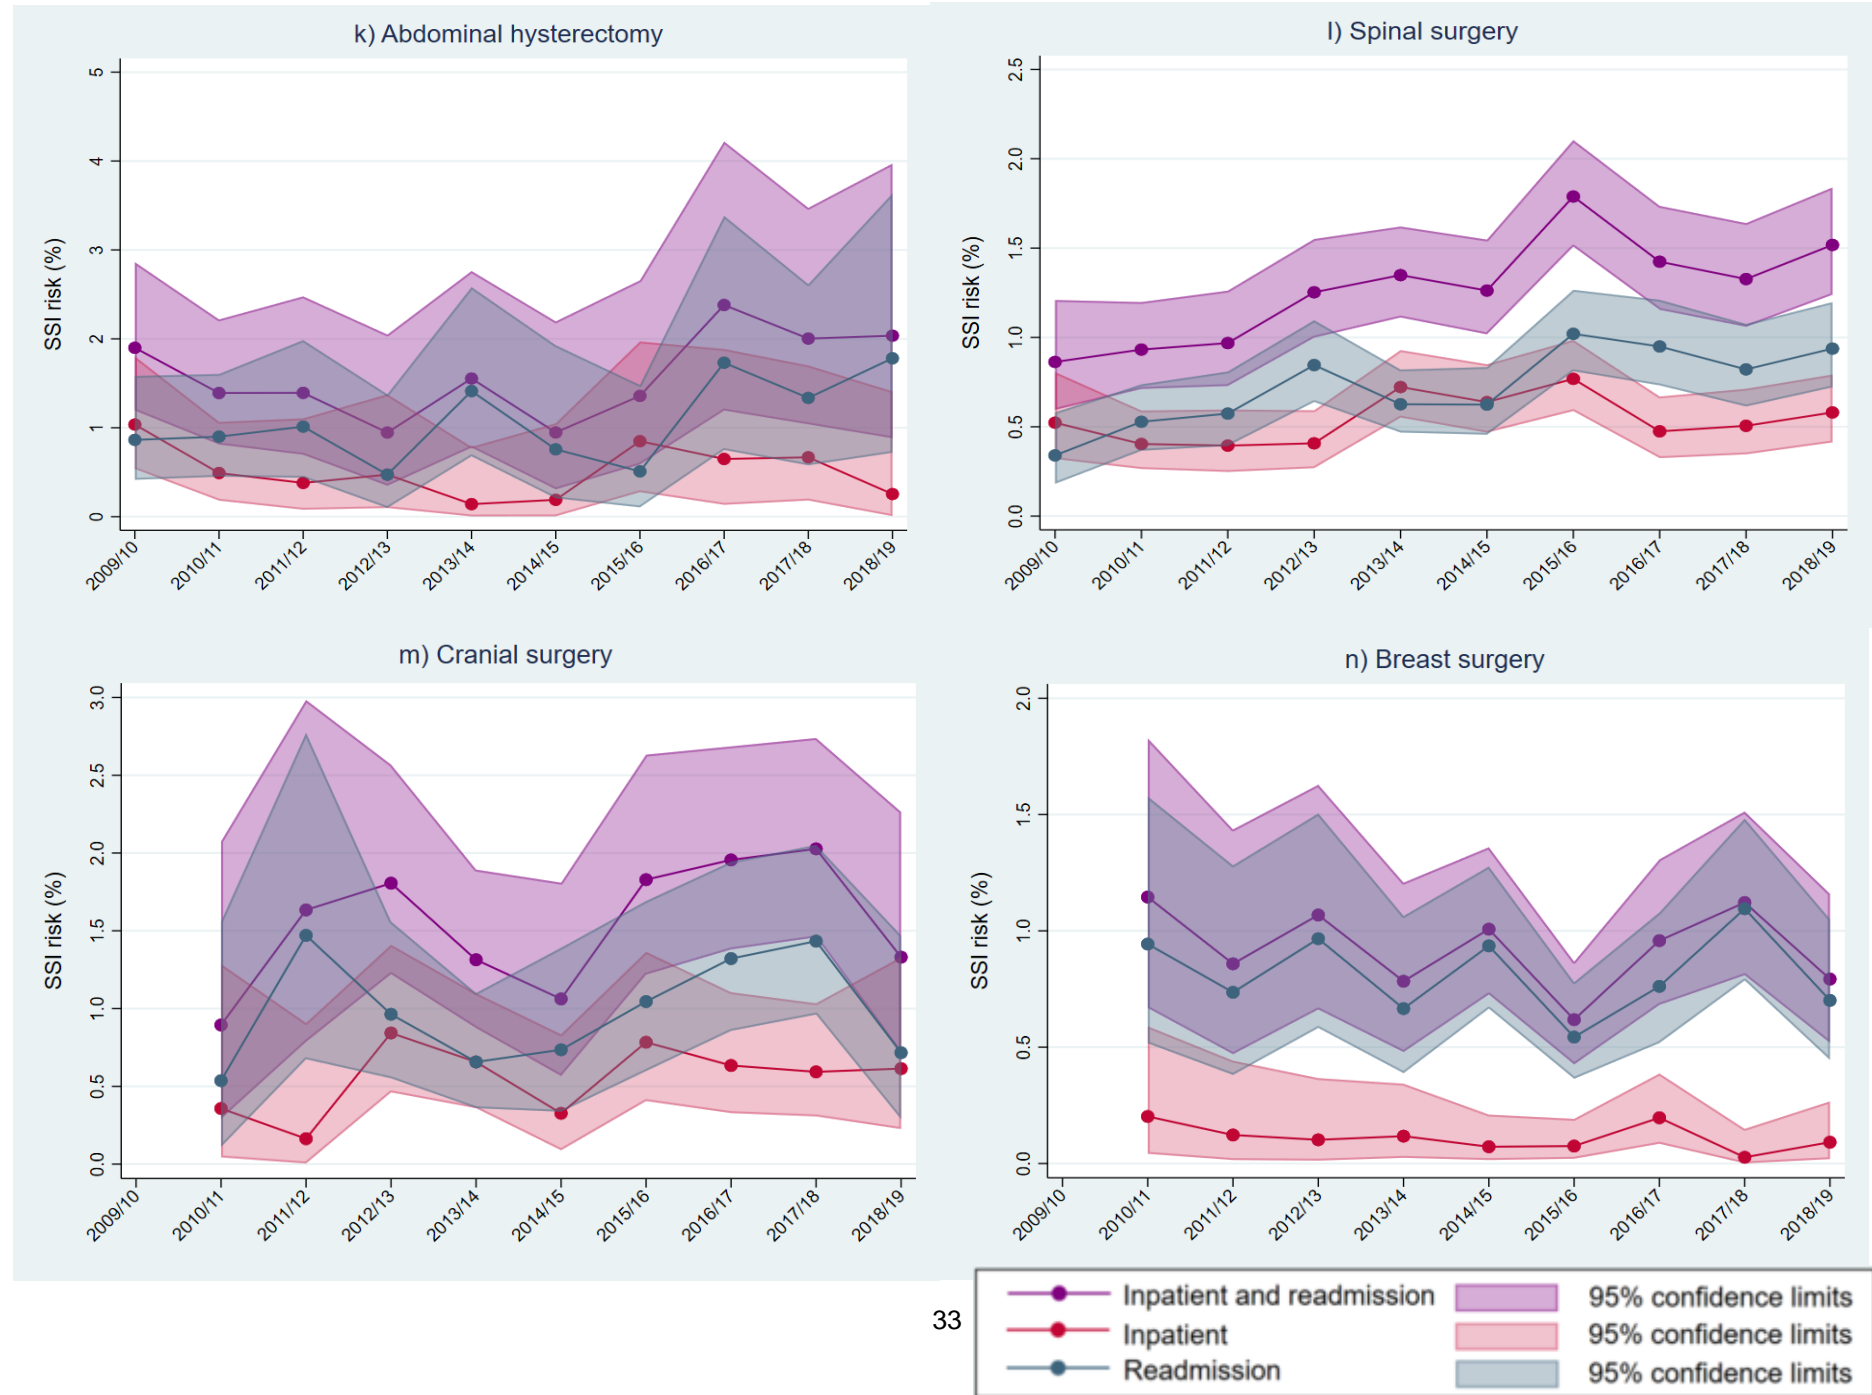 k) Abdominal hysterectomy
SSI risk (%)
5
4
3
2
1
0
2009/10 2010/11 2011/12 2012/13 2013/14 2014/15 2015/16 2016/17 2017/18 2018/19
l) Spinal surgery
SSI risk (%)
2.5
2.0
1.5
1.0
0.5
0.0
2009/10 2010/11 2011/12 2012/13 2013/14 2014/15 2015/16 2016/17 2017/18 2018/19
m) Cranial surgery
SSI risk (%)
3.0
2.5
2.0
1.5
1.0
0.5
0.0
2009/10 2010/11 2011/12 2012/13 2013/14 2014/15 2015/16 2016/17 2017/18 2018/19
n) Breast surgery
SSI risk (%)
2.0
1.5
1.0
0.5
0.0
2009/10 2010/11 2011/12 2012/13 2013/14 2014/15 2015/16 2016/17 2017/18 2018/19
33
Inpatient and readmission 95% confidence limits
Inpatient 95% confidence limits
Readmission 95% confidence limits